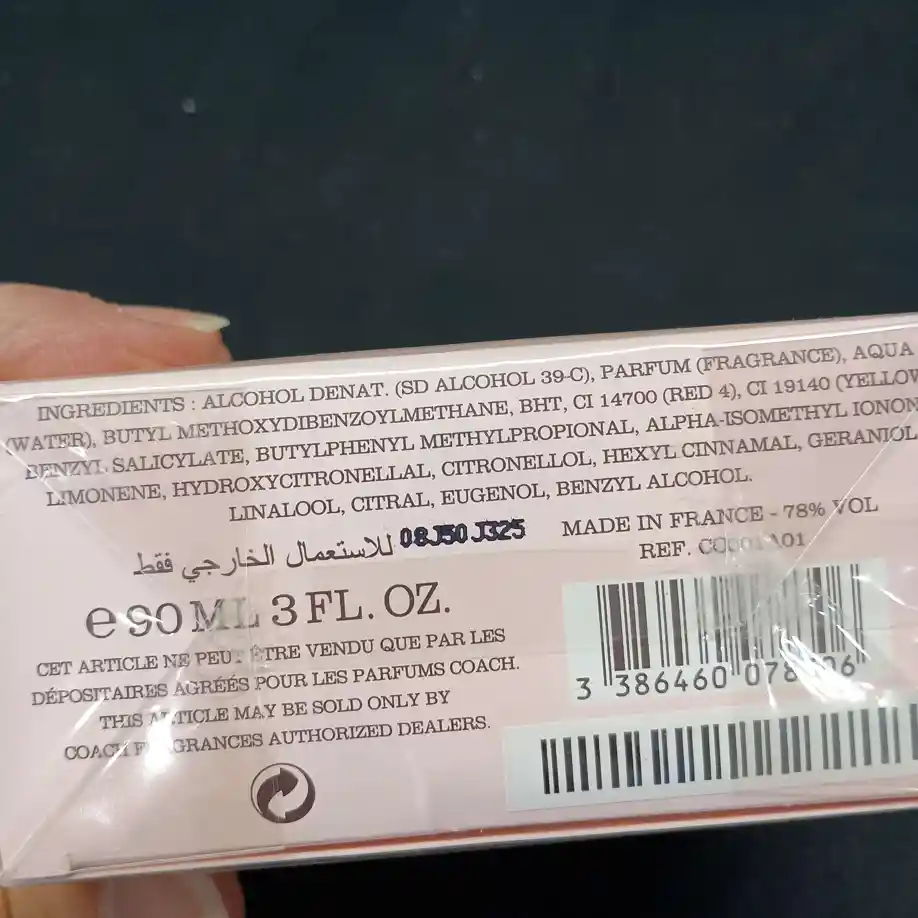 INGREDIENTS : ALCOHOL DENAT. (SD ALCOHOL 39-C), PARFUM (FRAGRANCE), AQUA
(WATER), BUTYL METHOXYDIBENZOYLMETHANE, BHT, CI 14700 (RED 4), CI 19140 (YELLOW
BENZYL SALICYLATE, BUTYLPHENYL METHYLPROPIONAL, ALPHA-ISOMETHYL IONON
LIMONENE, HYDROXYCITRONELLAL, CITRONELLOL, HEXYL CINNAMAL, GERANIOL
LINALOOL, CITRAL, EUGENOL, BENZYL ALCOHOL.
للاستعمال الخارجي فقط 08J50J325
MADE IN FRANCE - 78% VOL
REF.
e 90 ML 3 FL. OZ.
CET ARTICLE NE PEUT ÊTRE VENDU QUE PAR LES
DÉPOSITAIRES AGRÉÉS POUR LES PARFUMS COACH.
THIS ARTICLE MAY BE SOLD ONLY BY
COACH FRAGRANCES AUTHORIZED DEALERS.
3 386460